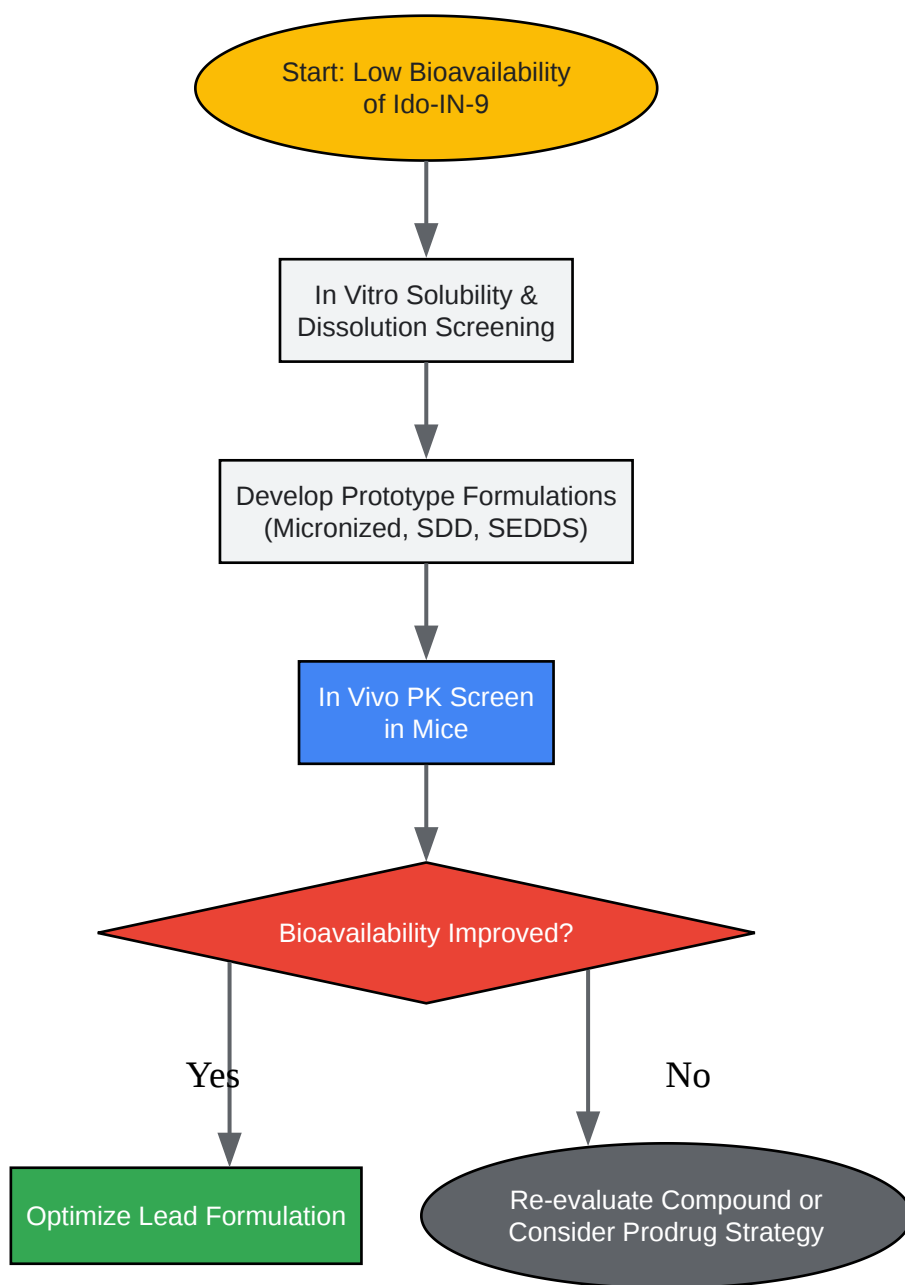 Start: Low Bioavailability
of Ido-IN-9
In Vitro Solubility &
Dissolution Screening
Develop Prototype Formulations
(Micronized, SDD, SEDDS)
In Vivo PK Screen
in Mice
Bioavailability Improved?
Yes
No
Optimize Lead Formulation
Re-evaluate Compound or
Consider Prodrug Strategy